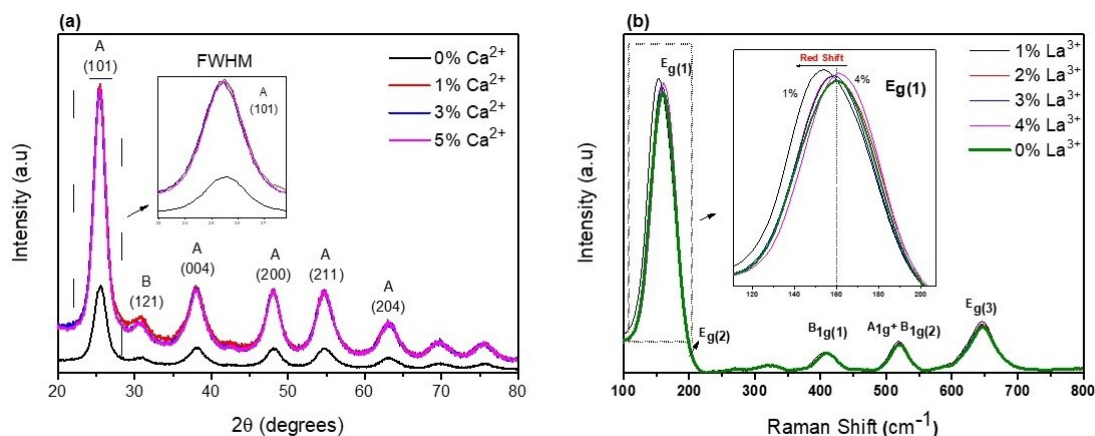 (a)
A
(101)
FWHM
A
(101)
0% Ca²⁺
1% Ca²⁺
3% Ca²⁺
5% Ca²⁺
B
(121)
A
(004)
A
(200)
A
(211)
A
(204)
Intensity (a.u)
20 30 40 50 60 70 80
2θ (degrees)
(b)
Eg(1)
Red Shift
1%
4%
Eg(1)
120 140 160 180 200
1% La³⁺
2% La³⁺
3% La³⁺
4% La³⁺
0% La³⁺
Eg(2)
B1g(1)
A1g+ B1g(2)
Eg(3)
Intensity (a.u)
100 200 300 400 500 600 700 800
Raman Shift (cm⁻¹)